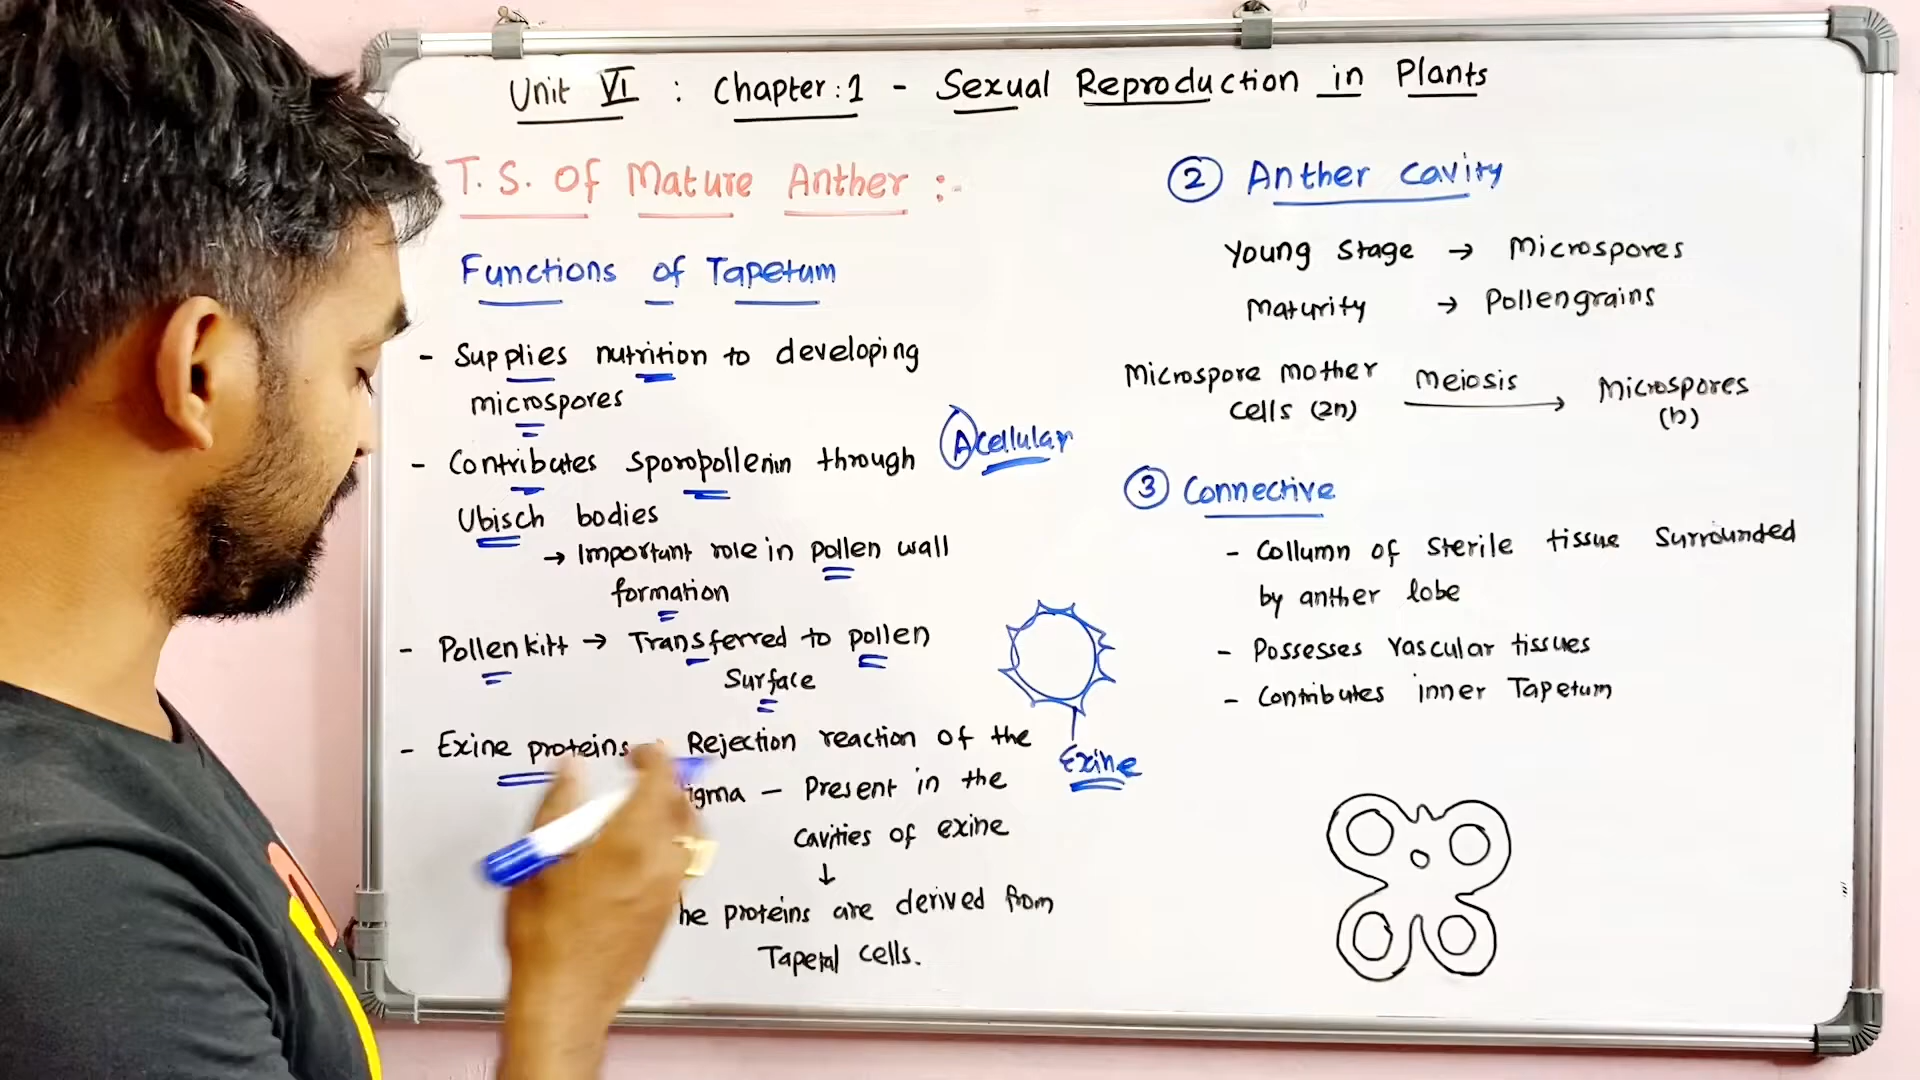 Unit VI : Chapter:1 - Sexual Reproduction in Plants
T. S. Of Mature Anther :-
Functions of Tapetum
- Supplies nutrition to developing
microspores
- Contributes sporopollenin through
Acellular
Ubisch bodies
→ Important role in pollen wall
formation
- Pollenkitt → Transferred to pollen
Surface
- Exine proteins Rejection reaction of the
igma - Present in the
Cavities of exine
↓
he proteins are derived from
Tapetal cells.
Exine
2 Anther cavity
Young Stage → Microspores
Maturity → Pollengrains
Microspore mother Meiosis Microspores
Cells (2n) (n)
3 Connective
- Collumn of sterile tissue surrounded
by anther lobe
- Possesses vascular tissues
- Contributes inner Tapetum